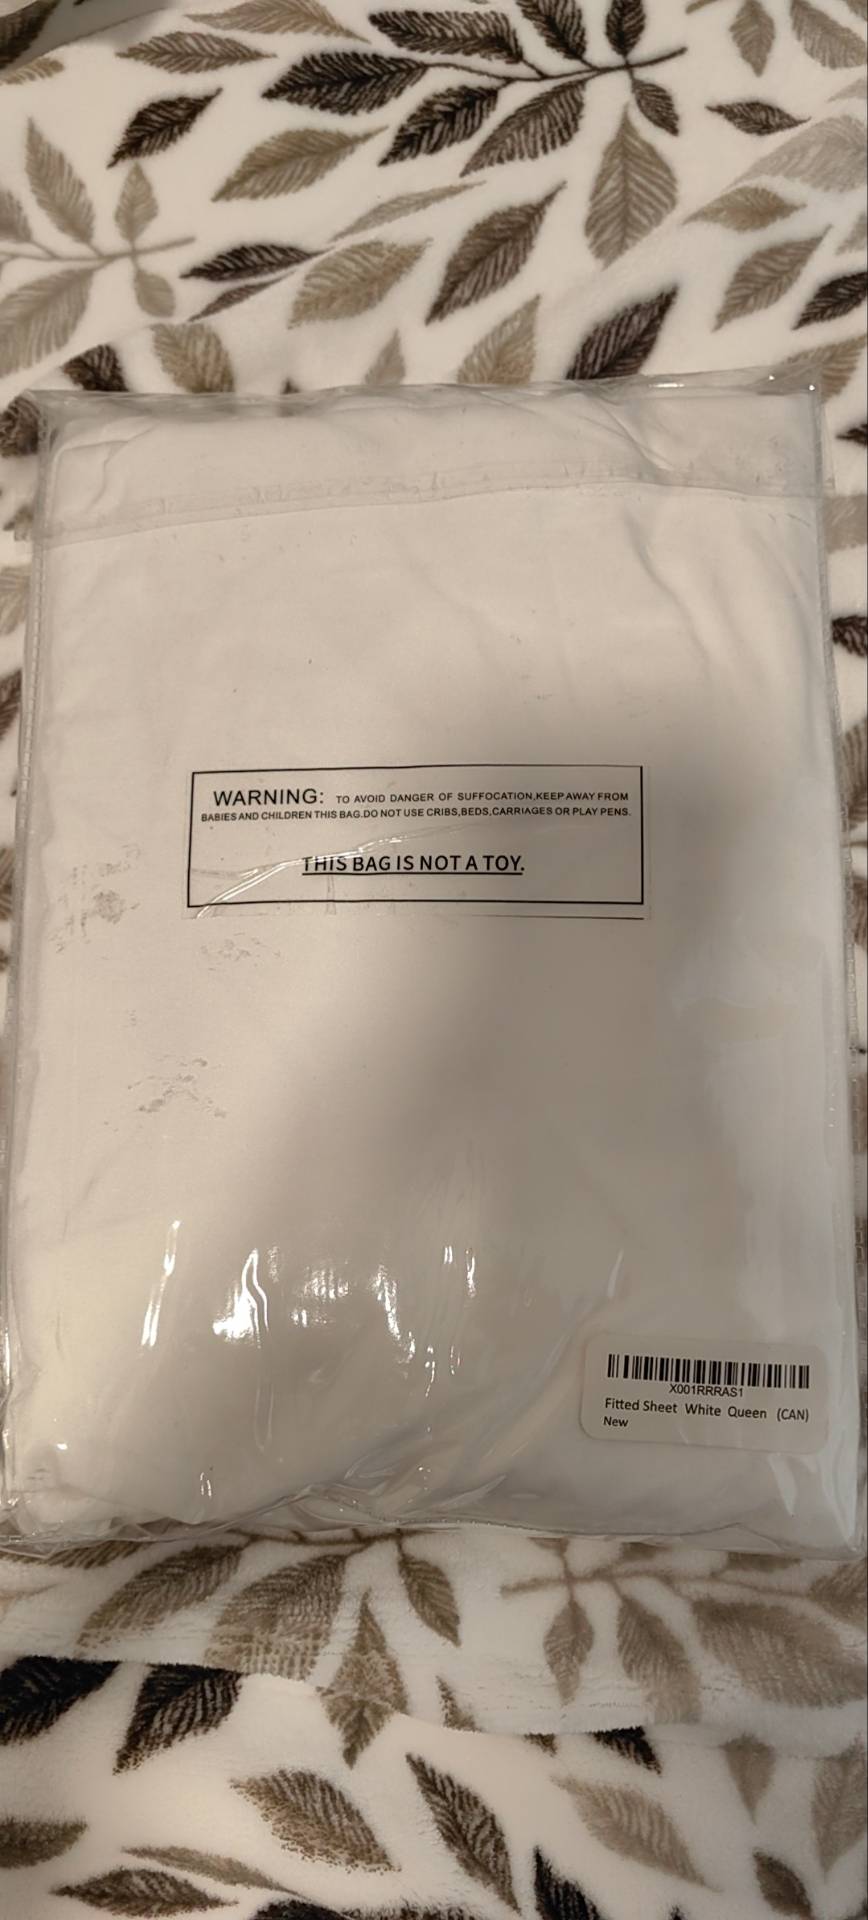 WARNING: TO AVOID DANGER OF SUFFOCATION,KEEP AWAY FROM
BABIES AND CHILDREN THIS BAG.DO NOT USE CRIBS,BEDS,CARRIAGES OR PLAY PENS.
THIS BAG IS NOT A TOY.
X001RRRAS1
Fitted Sheet White Queen (CAN)
New